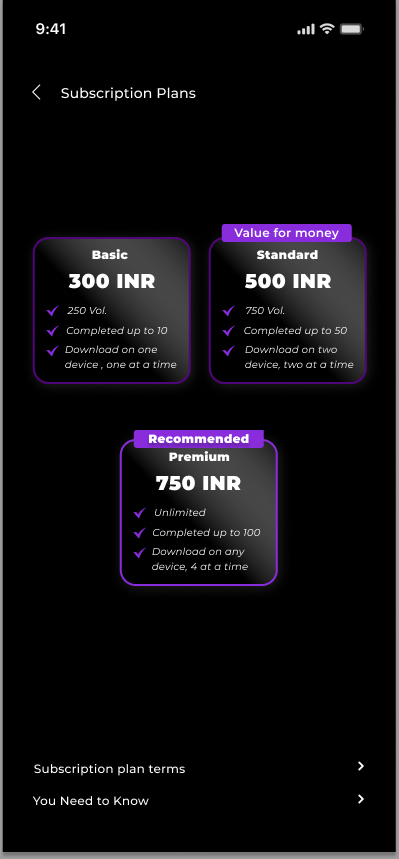 9:41
Subscription Plans
Basic
300 INR
250 Vol.
Completed up to 10
Download on one
device , one at a time
Value for money
Standard
500 INR
750 Vol.
Completed up to 50
Download on two
device, two at a time
Recommended
Premium
750 INR
Unlimited
Completed up to 100
Download on any
device, 4 at a time
Subscription plan terms
You Need to Know